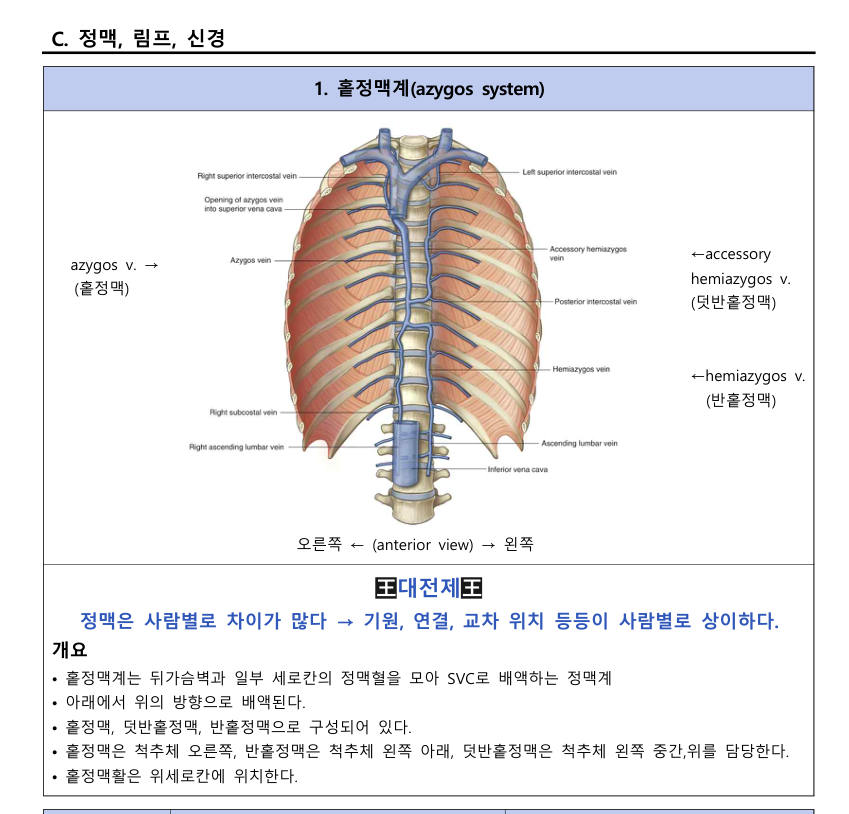 C. 정맥, 림프, 신경
1. 홑정맥계(azygos system)
Right superior intercostal vein
Left superior intercostal vein
Opening of azygos vein
into superior vena cava
Azygos vein
Accessory hemiazygos
vein
azygos v. →
(홑정맥)
←accessory
hemiazygos v.
(덧반홑정맥)
Posterior intercostal vein
Hemiazygos vein
←hemiazygos v.
(반홑정맥)
Right subcostal vein
Right ascending lumbar vein
Ascending lumbar vein
Inferior vena cava
오른쪽 ← (anterior view) → 왼쪽
王대전제王
정맥은 사람별로 차이가 많다 → 기원, 연결, 교차 위치 등등이 사람별로 상이하다.
개요
• 홑정맥계는 뒤가슴벽과 일부 세로칸의 정맥혈을 모아 SVC로 배액하는 정맥계
• 아래에서 위의 방향으로 배액된다.
• 홑정맥, 덧반홑정맥, 반홑정맥으로 구성되어 있다.
• 홑정맥은 척추체 오른쪽, 반홑정맥은 척추체 왼쪽 아래, 덧반홑정맥은 척추체 왼쪽 중간,위를 담당한다.
• 홑정맥활은 위세로칸에 위치한다.